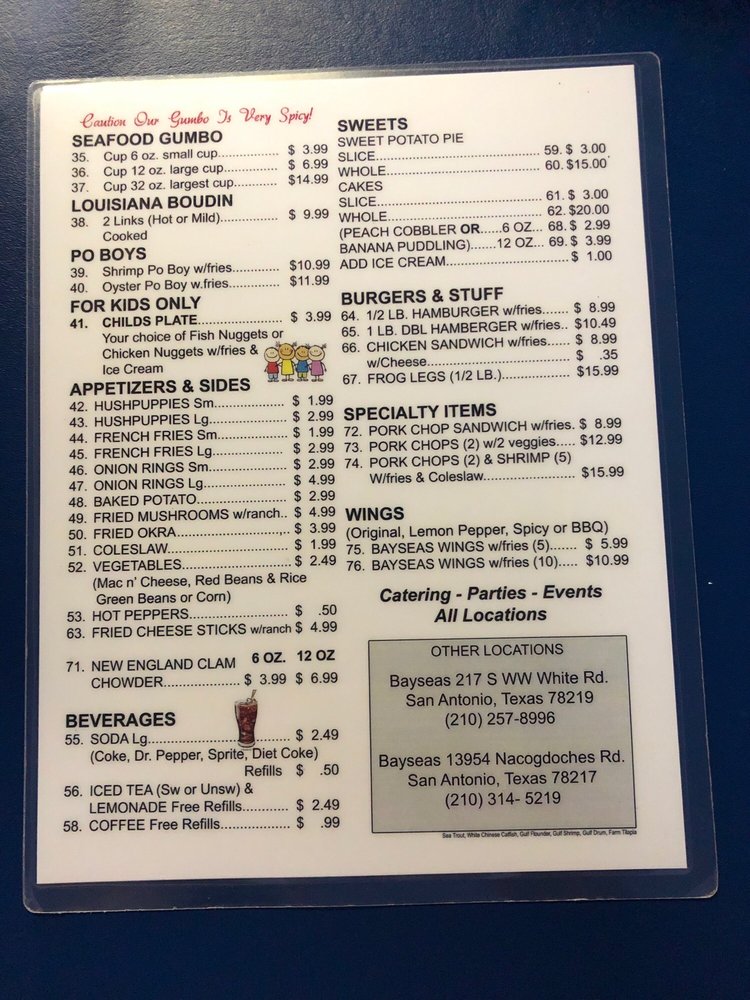 Caution Our Gumbo Is Very Spicy!
SEAFOOD GUMBO
35. Cup 6 oz. small cup............... $ 3.99
36. Cup 12 oz. large cup............. $ 6.99
37. Cup 32 oz. largest cup........... $14.99
LOUISIANA BOUDIN
38. 2 Links (Hot or Mild)............... $ 9.99
Cooked
PO BOYS
39. Shrimp Po Boy w/fries............ $10.99
40. Oyster Po Boy w.fries............. $11.99
FOR KIDS ONLY
41. CHILDS PLATE..................... $ 3.99
Your choice of Fish Nuggets or
Chicken Nuggets w/fries &
Ice Cream
APPETIZERS & SIDES
42. HUSHPUPPIES Sm................. $ 1.99
43. HUSHPUPPIES Lg.................. $ 2.99
44. FRENCH FRIES Sm................ $ 1.99
45. FRENCH FRIES Lg................. $ 2.99
46. ONION RINGS Sm.................. $ 2.99
47. ONION RINGS Lg................... $ 4.99
48. BAKED POTATO..................... $ 2.99
49. FRIED MUSHROOMS w/ranch.. $ 4.99
50. FRIED OKRA.......................... $ 3.99
51. COLESLAW............................ $ 1.99
52. VEGETABLES......................... $ 2.49
(Mac n' Cheese, Red Beans & Rice
Green Beans or Corn)
53. HOT PEPPERS....................... $ .50
63. FRIED CHEESE STICKS w/ranch $ 4.99
6 OZ. 12 OZ
71. NEW ENGLAND CLAM
CHOWDER.................... $ 3.99 $ 6.99
BEVERAGES
55. SODA Lg................................ $ 2.49
(Coke, Dr. Pepper, Sprite, Diet Coke)
Refills $ .50
56. ICED TEA (Sw or Unsw) &
LEMONADE Free Refills............ $ 2.49
58. COFFEE Free Refills.................. $ .99
SWEETS
SWEET POTATO PIE
SLICE.......................................... 59. $ 3.00
WHOLE........................................ 60. $15.00
CAKES
SLICE.......................................... 61. $ 3.00
WHOLE........................................ 62. $20.00
(PEACH COBBLER OR.....6 OZ... 68. $ 2.99
BANANA PUDDLING)......12 OZ... 69. $ 3.99
ADD ICE CREAM............................... $ 1.00
BURGERS & STUFF
64. 1/2 LB. HAMBURGER w/fries....... $ 8.99
65. 1 LB. DBL HAMBERGER w/fries.. $10.49
66. CHICKEN SANDWICH w/fries...... $ 8.99
w/Cheese................................... $ .35
67. FROG LEGS (1/2 LB.)................. $15.99
SPECIALTY ITEMS
72. PORK CHOP SANDWICH w/fries. $ 8.99
73. PORK CHOPS (2) w/2 veggies..... $12.99
74. PORK CHOPS (2) & SHRIMP (5)
W/fries & Coleslaw....................... $15.99
WINGS
(Original, Lemon Pepper, Spicy or BBQ)
75. BAYSEAS WINGS w/fries (5)....... $ 5.99
76. BAYSEAS WINGS w/fries (10)..... $10.99
Catering - Parties - Events
All Locations
OTHER LOCATIONS
Bayseas 217 S WW White Rd.
San Antonio, Texas 78219
(210) 257-8996
Bayseas 13954 Nacogdoches Rd.
San Antonio, Texas 78217
(210) 314- 5219
Sea Trout, White Chinese Catfish, Gulf Flounder, Gulf Shrimp, Gulf Drum, Farm Tilapia